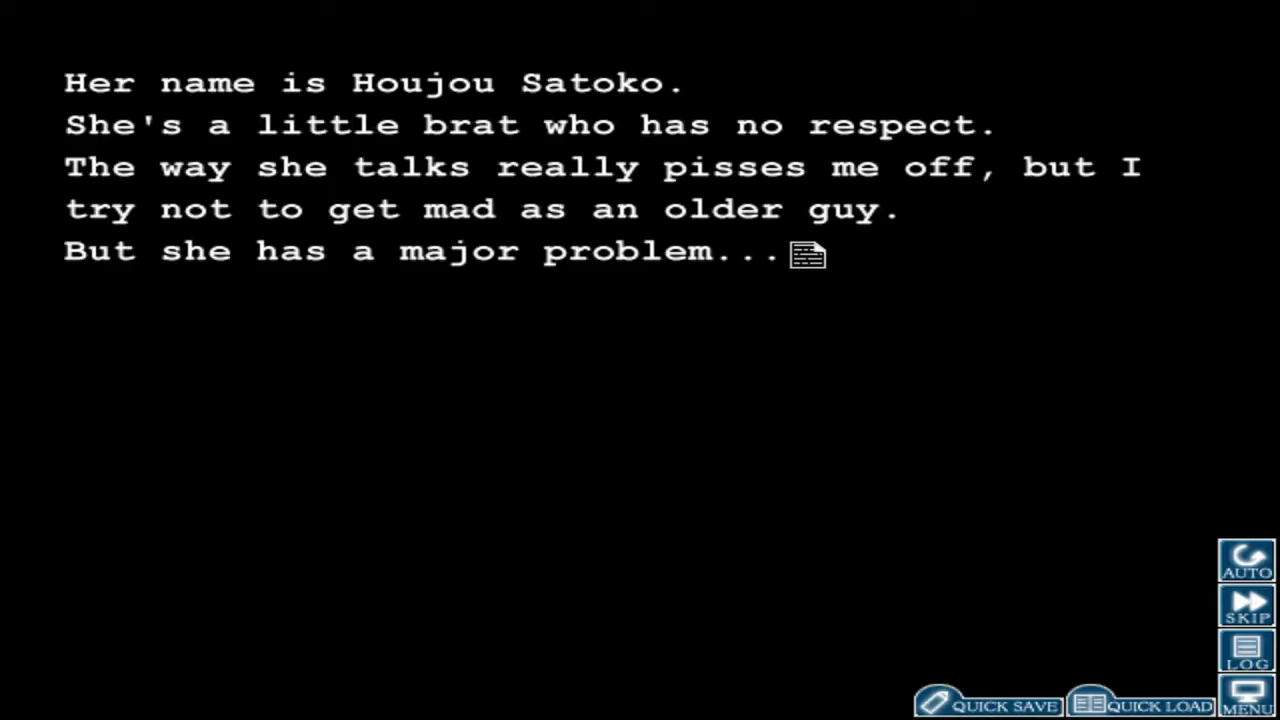 Her name is Houjou Satoko.
She's a little brat who has no respect.
The way she talks really pisses me off, but I
try not to get mad as an older guy.
But she has a major problem...
AUTO
SKIP
LOG
MENU
QUICK SAVE
QUICK LOAD